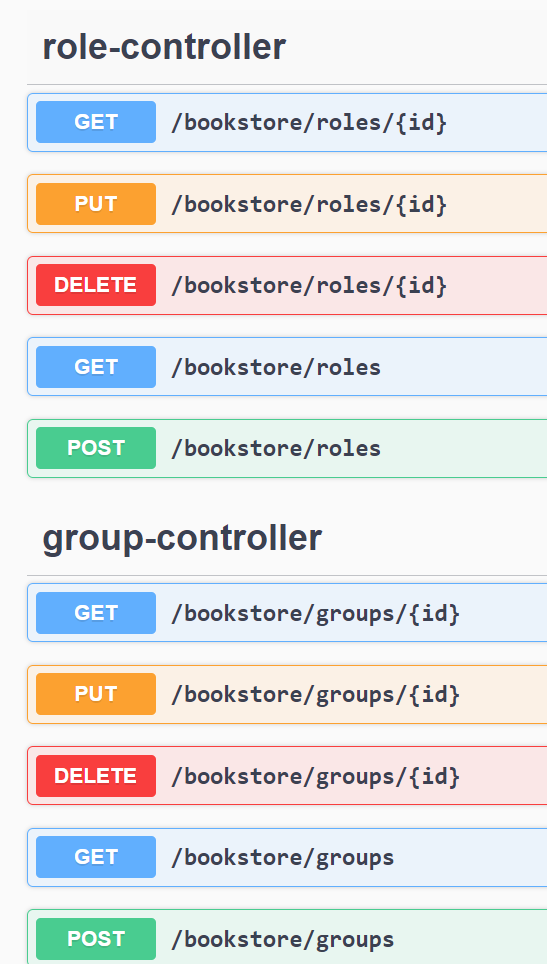 role-controller
GET /bookstore/roles/{id}
PUT /bookstore/roles/{id}
DELETE /bookstore/roles/{id}
GET /bookstore/roles
POST /bookstore/roles
group-controller
GET /bookstore/groups/{id}
PUT /bookstore/groups/{id}
DELETE /bookstore/groups/{id}
GET /bookstore/groups
POST /bookstore/groups